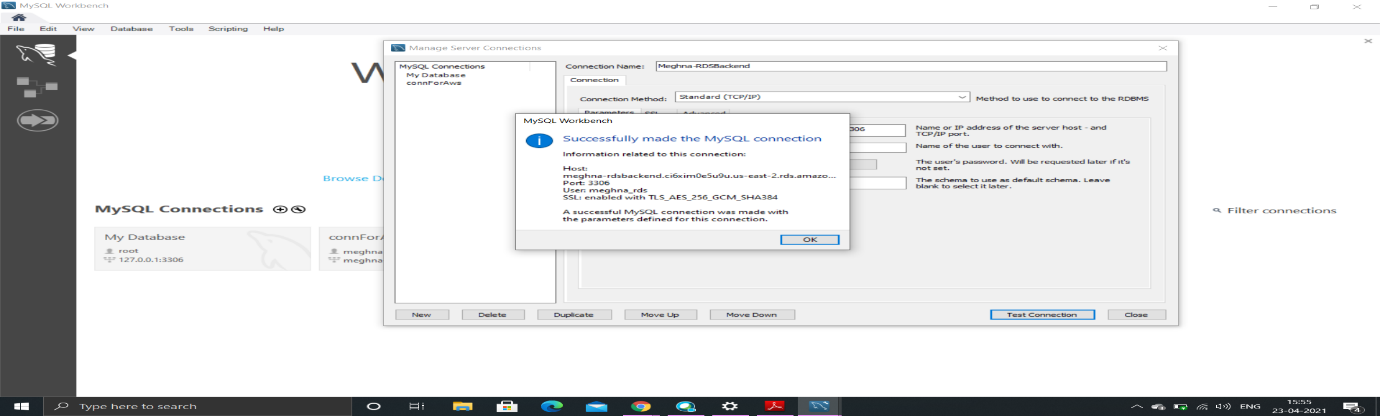 MySQL Workbench
File Edit View Database Tools Scripting Help
Manage Server Connections
MySQL Connections
My Database
connForAws
Connection Name: Meghna-RDSBackend
Connection
Connection Method: Standard (TCP/IP) Method to use to connect to the RDBMS
Parameters SSL Advanced
MySQL Workbench
Successfully made the MySQL connection
Information related to this connection:
Host:
meghna-rdsbackend.ci6xim0e5u9u.us-east-2.rds.amazo...
Port: 3306
User: meghna_rds
SSL: enabled with TLS_AES_256_GCM_SHA384
A successful MySQL connection was made with
the parameters defined for this connection.
OK
306
Name or IP address of the server host - and
TCP/IP port.
Name of the user to connect with.
The user's password. Will be requested later if it's
not set.
The schema to use as default schema. Leave
blank to select it later.
New Delete Duplicate Move Up Move Down Test Connection Close
W
Browse D
MySQL Connections
Filter connections
My Database
root
127.0.0.1:3306
connForA
meghna
meghna
Type here to search
ENG
15:55
23-04-2021
4